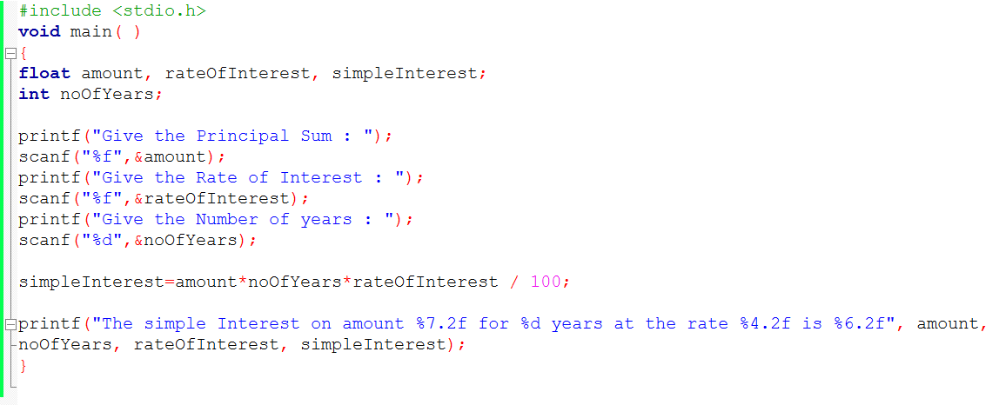 #include <stdio.h>
void main( )
{
float amount, rateOfInterest, simpleInterest;
int noOfYears;
printf("Give the Principal Sum : ");
scanf("%f",&amount);
printf("Give the Rate of Interest : ");
scanf("%f",&rateOfInterest);
printf("Give the Number of years : ");
scanf("%d",&noOfYears);
simpleInterest=amount*noOfYears*rateOfInterest / 100;
printf("The simple Interest on amount %7.2f for %d years at the rate %4.2f is %6.2f", amount,
noOfYears, rateOfInterest, simpleInterest);
}